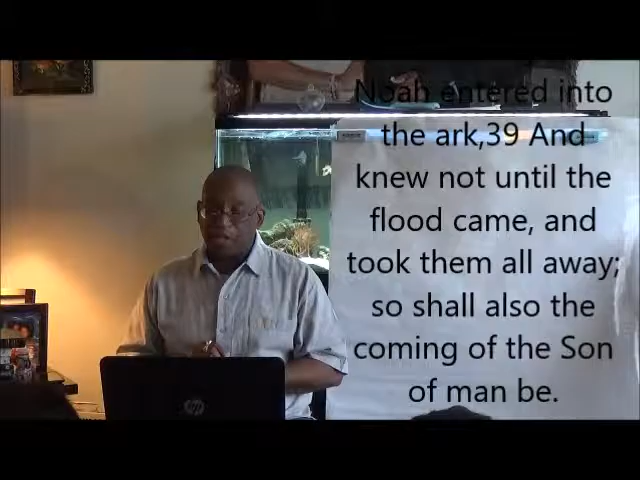 Noah entered into
the ark,39 And
knew not until the
flood came, and
took them all away;
so shall also the
coming of the Son
of man be.
hp